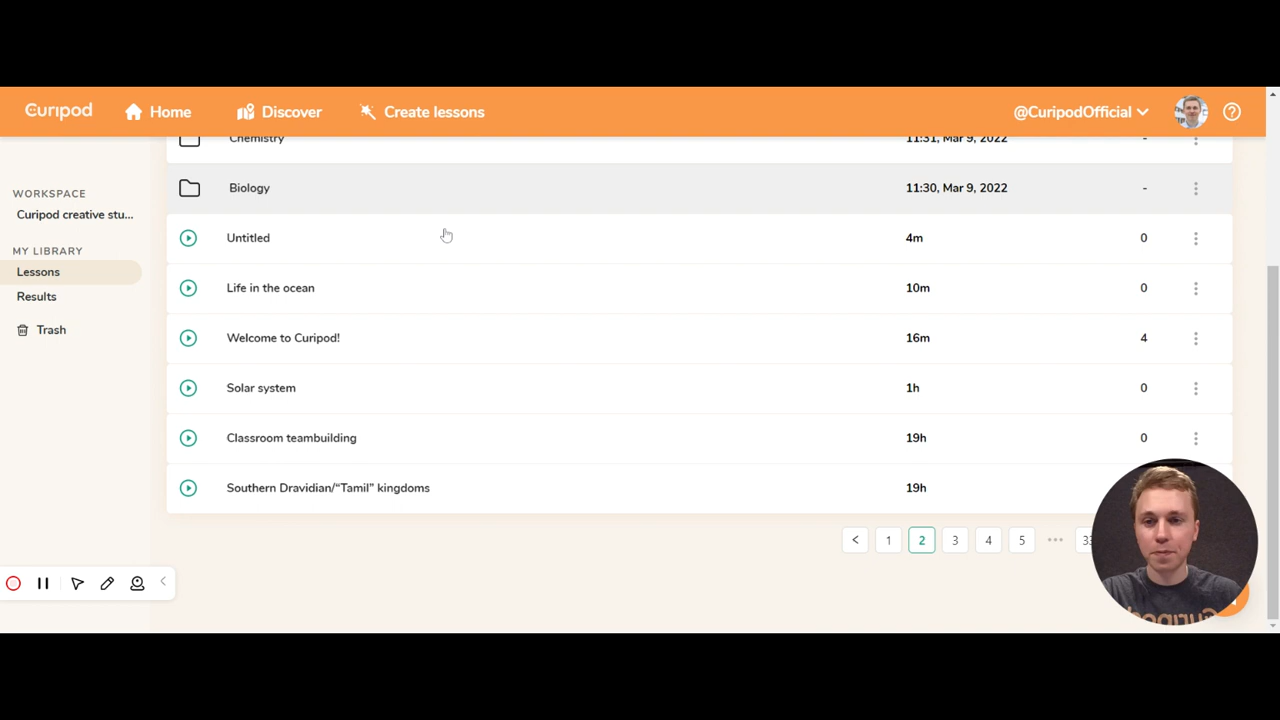 Curipod Home Discover Create lessons @CuripodOfficial
Chemistry 11:31, Mar 9, 2022 -
WORKSPACE
Biology 11:30, Mar 9, 2022 -
Curipod creative stu...
Untitled 4m 0
MY LIBRARY
Lessons
Life in the ocean 10m 0
Results
Trash
Welcome to Curipod! 16m 4
Solar system 1h 0
Classroom teambuilding 19h 0
Southern Dravidian/“Tamil” kingdoms 19h
< 1 2 3 4 5 •••